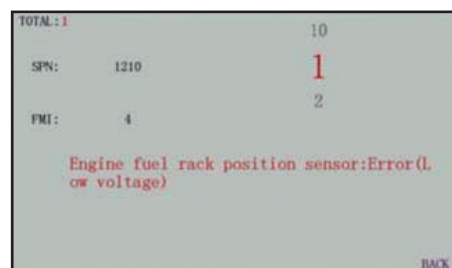 TOTAL:1
10
SPN: 1210 1
2
FMI: 4
Engine fuel rack position sensor:Error(L
ow voltage)
BACK